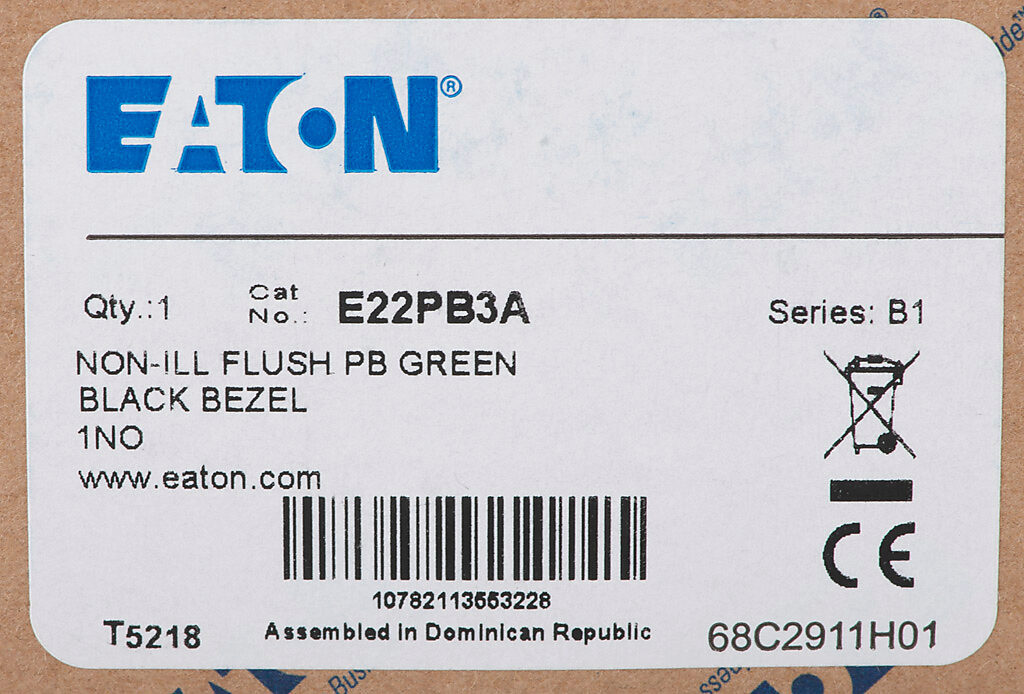 EATON®
Qty.:1
Cat No.: E22PB3A
Series: B1
NON-ILL FLUSH PB GREEN
BLACK BEZEL
1NO
www.eaton.com
CE
10782113553228
T5218
Assembled in Dominican Republic
68C2911H01